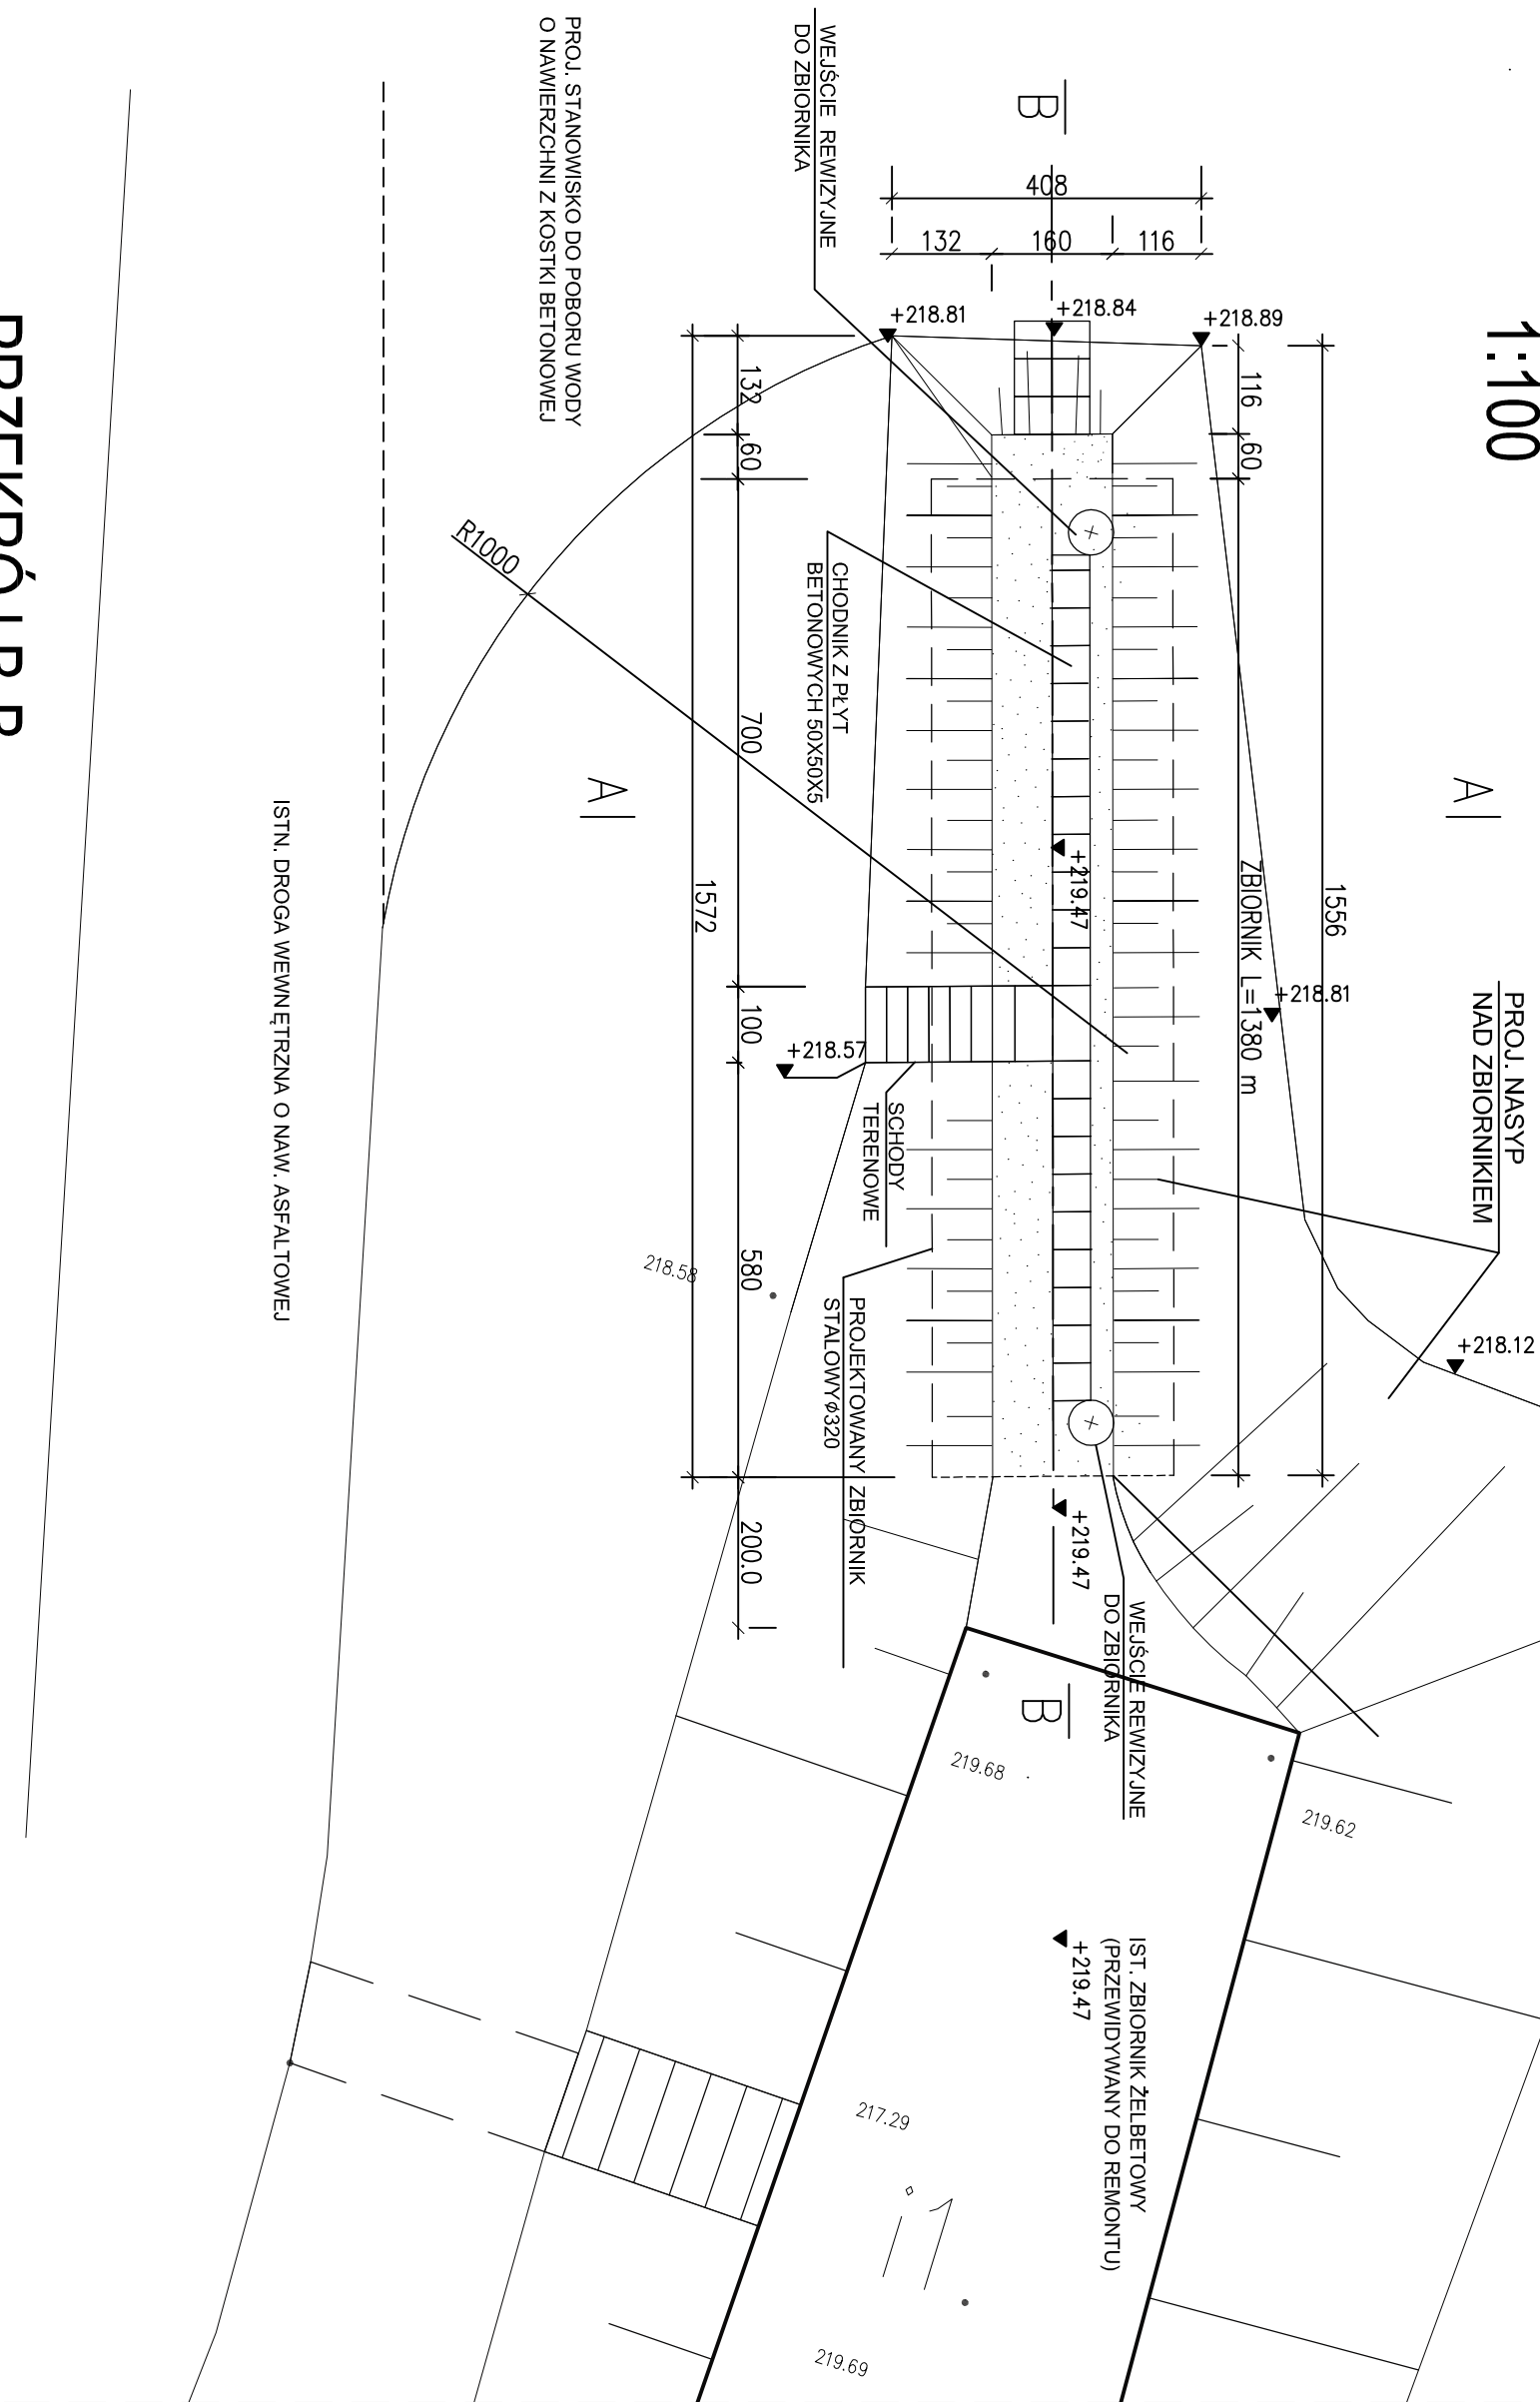 1:100
B
408
132
160
116
WEJŚCIE REWIZYJNE
DO ZBIORNIKA
PROJ. STANOWISKO DO POBORU WODY
O NAWIERZCHNI Z KOSTKI BETONOWEJ
+218.81
+218.84
+218.89
132
60
116
60
R1000
CHODNIK Z PŁYT
BETONOWYCH 50X50X5
700
A
A
+219.47
1572
1556
ZBIORNIK L=1380 m
+218.81
PROJ. NASYP
NAD ZBIORNIKIEM
ISTN. DROGA WEWNĘTRZNA O NAW. ASFALTOWEJ
100
+218.57
SCHODY
TERENOWE
218.58
580
PROJEKTOWANY ZBIORNIK
STALOWYø320
+218.12
200.0
+219.47
WEJŚCIE REWIZYJNE
DO ZBIORNIKA
B
219.68
219.62
IST. ZBIORNIK ŻELBETOWY
(PRZEWIDYWANY DO REMONTU)
+219.47
217.29
219.69